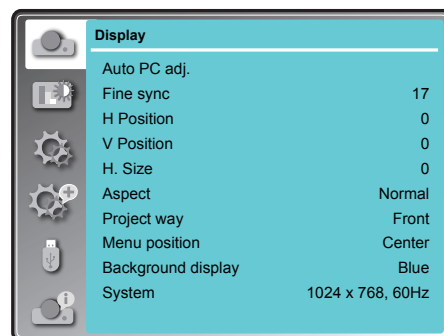 Display
Auto PC adj.
Fine sync 17
H Position 0
V Position 0
H. Size 0
Aspect Normal
Project way Front
Menu position Center
Background display Blue
System 1024 x 768, 60Hz